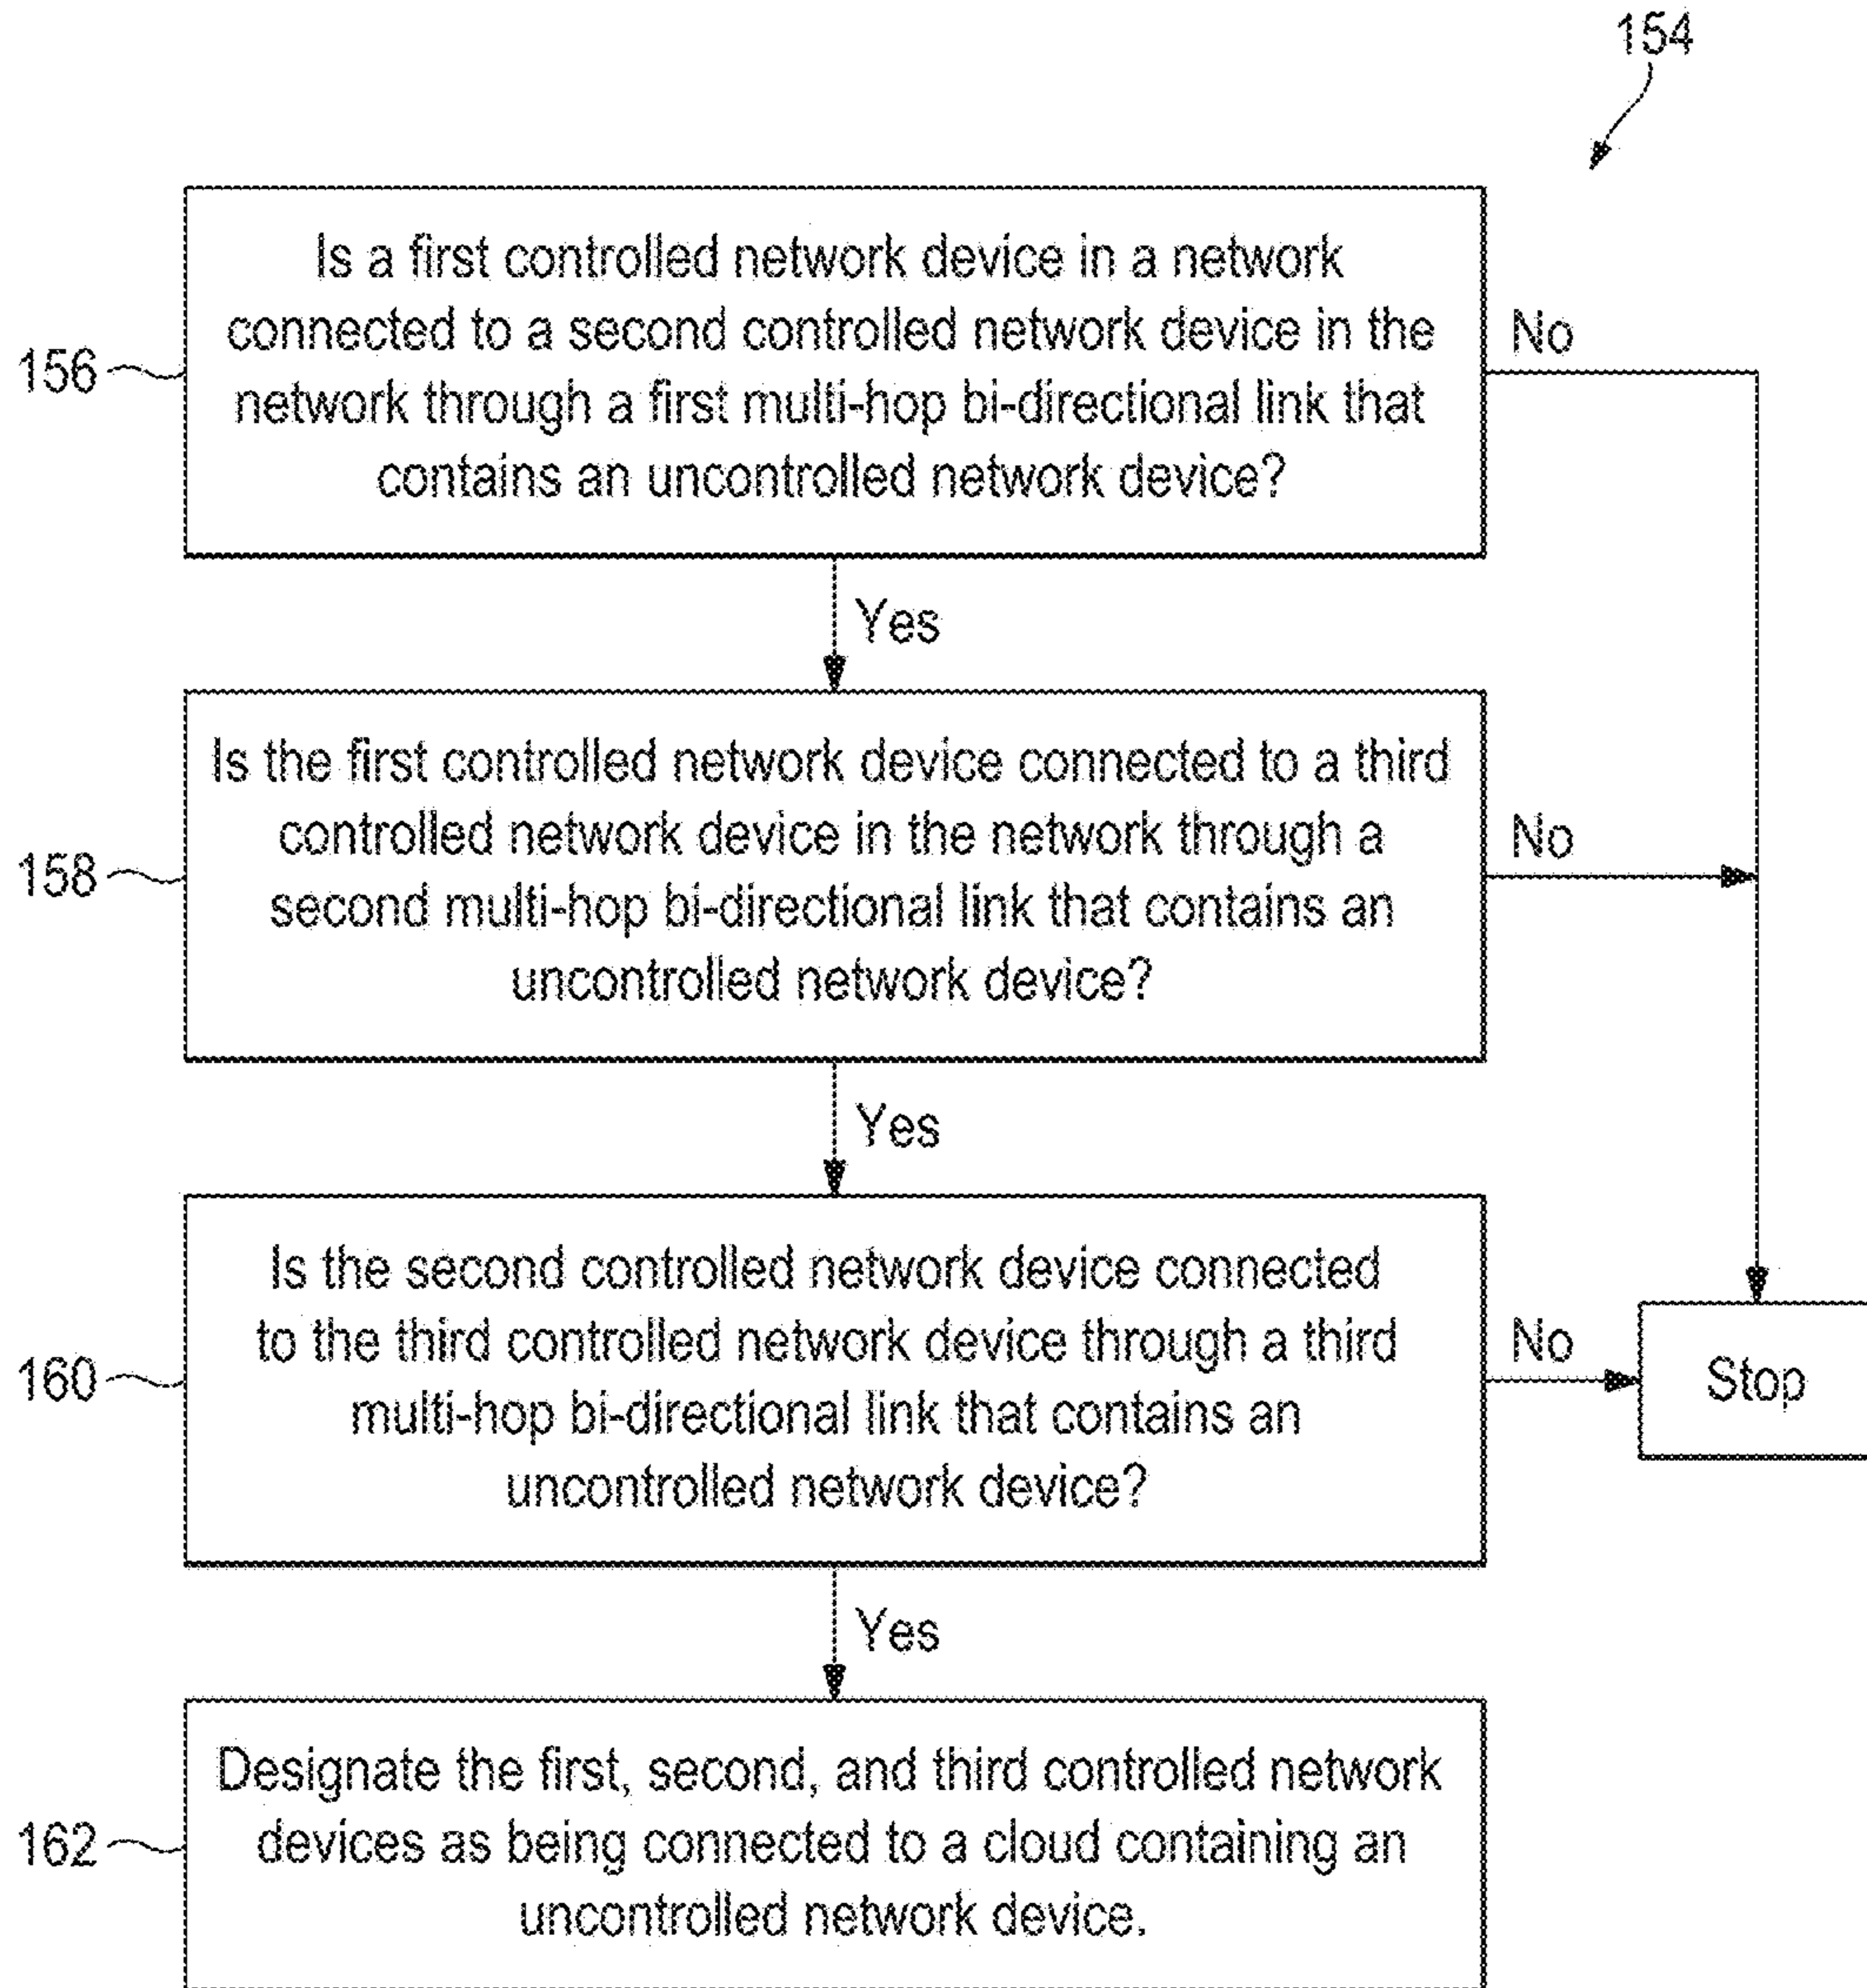 154
Is a first controlled network device in a network
connected to a second controlled network device in the
network through a first multi-hop bi-directional link that
contains an uncontrolled network device?
156
No
Yes
Is the first controlled network device connected to a third
controlled network device in the network through a
second multi-hop bi-directional link that contains an
uncontrolled network device?
158
No
Yes
Is the second controlled network device connected
to the third controlled network device through a third
multi-hop bi-directional link that contains an
uncontrolled network device?
160
No
Stop
Yes
Designate the first, second, and third controlled network
devices as being connected to a cloud containing an
uncontrolled network device.
162